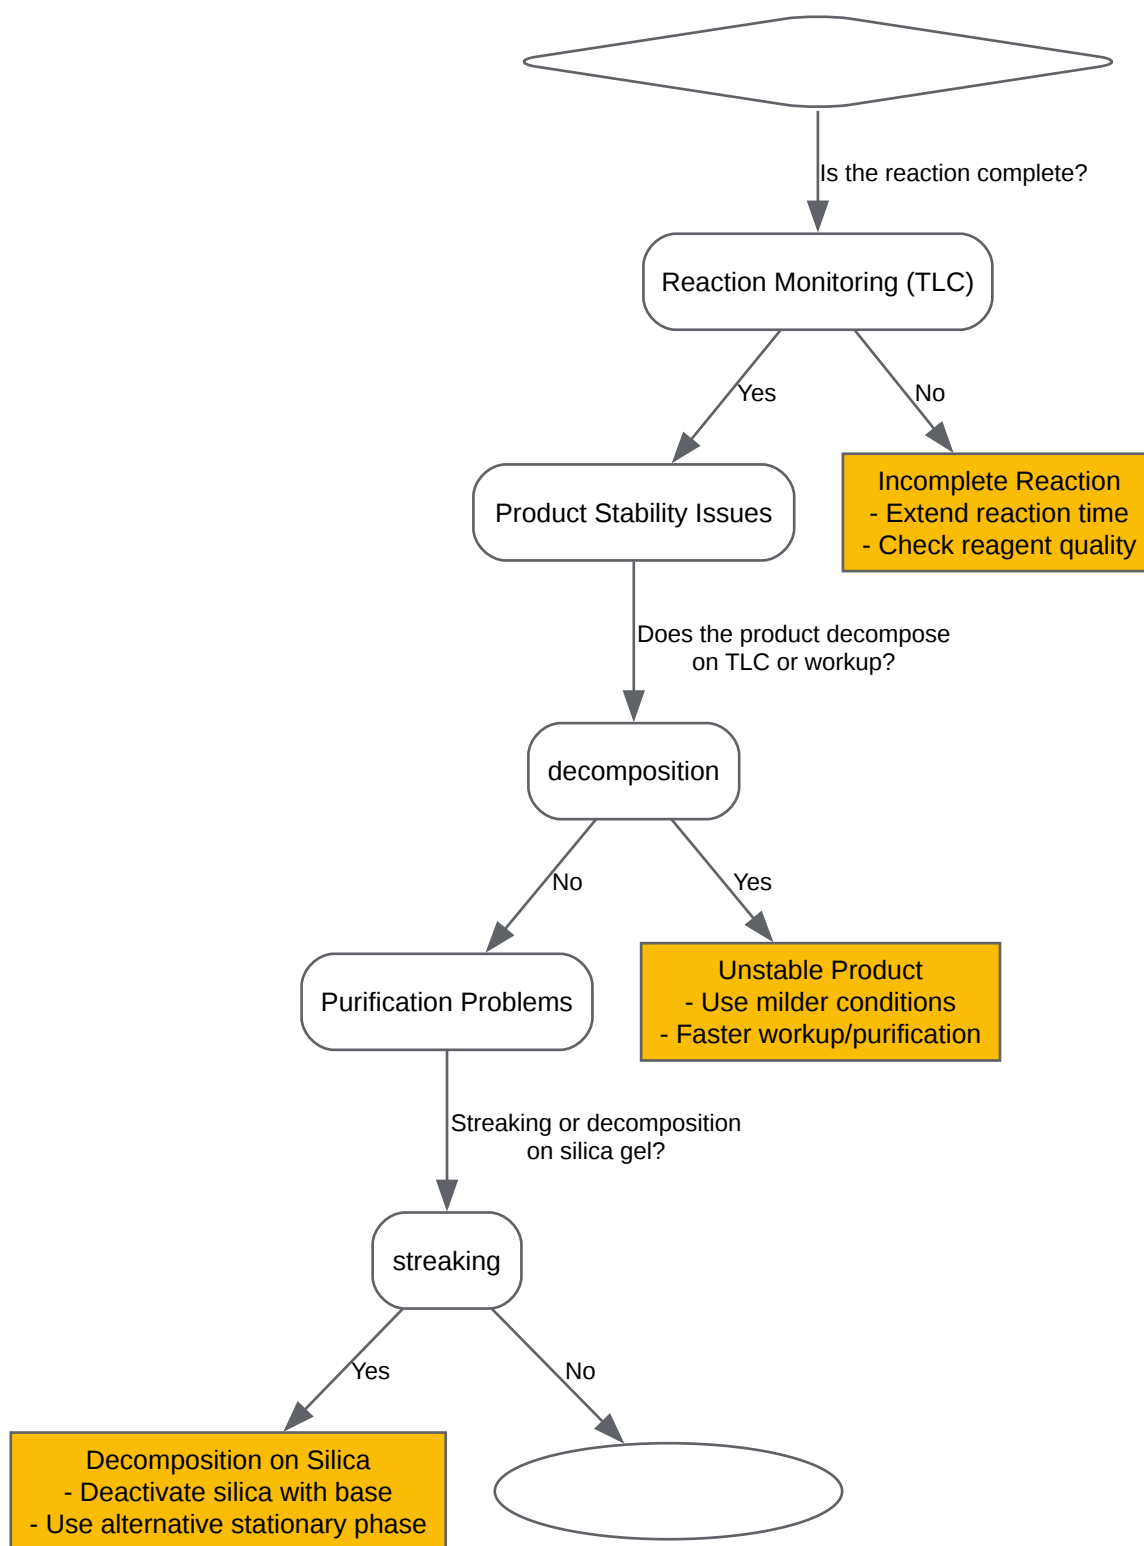 Is the reaction complete?
Reaction Monitoring (TLC)
Yes
No
Product Stability Issues
Incomplete Reaction
- Extend reaction time
- Check reagent quality
Does the product decompose
on TLC or workup?
decomposition
No
Yes
Purification Problems
Unstable Product
- Use milder conditions
- Faster workup/purification
Streaking or decomposition
on silica gel?
streaking
Yes
No
Decomposition on Silica
- Deactivate silica with base
- Use alternative stationary phase